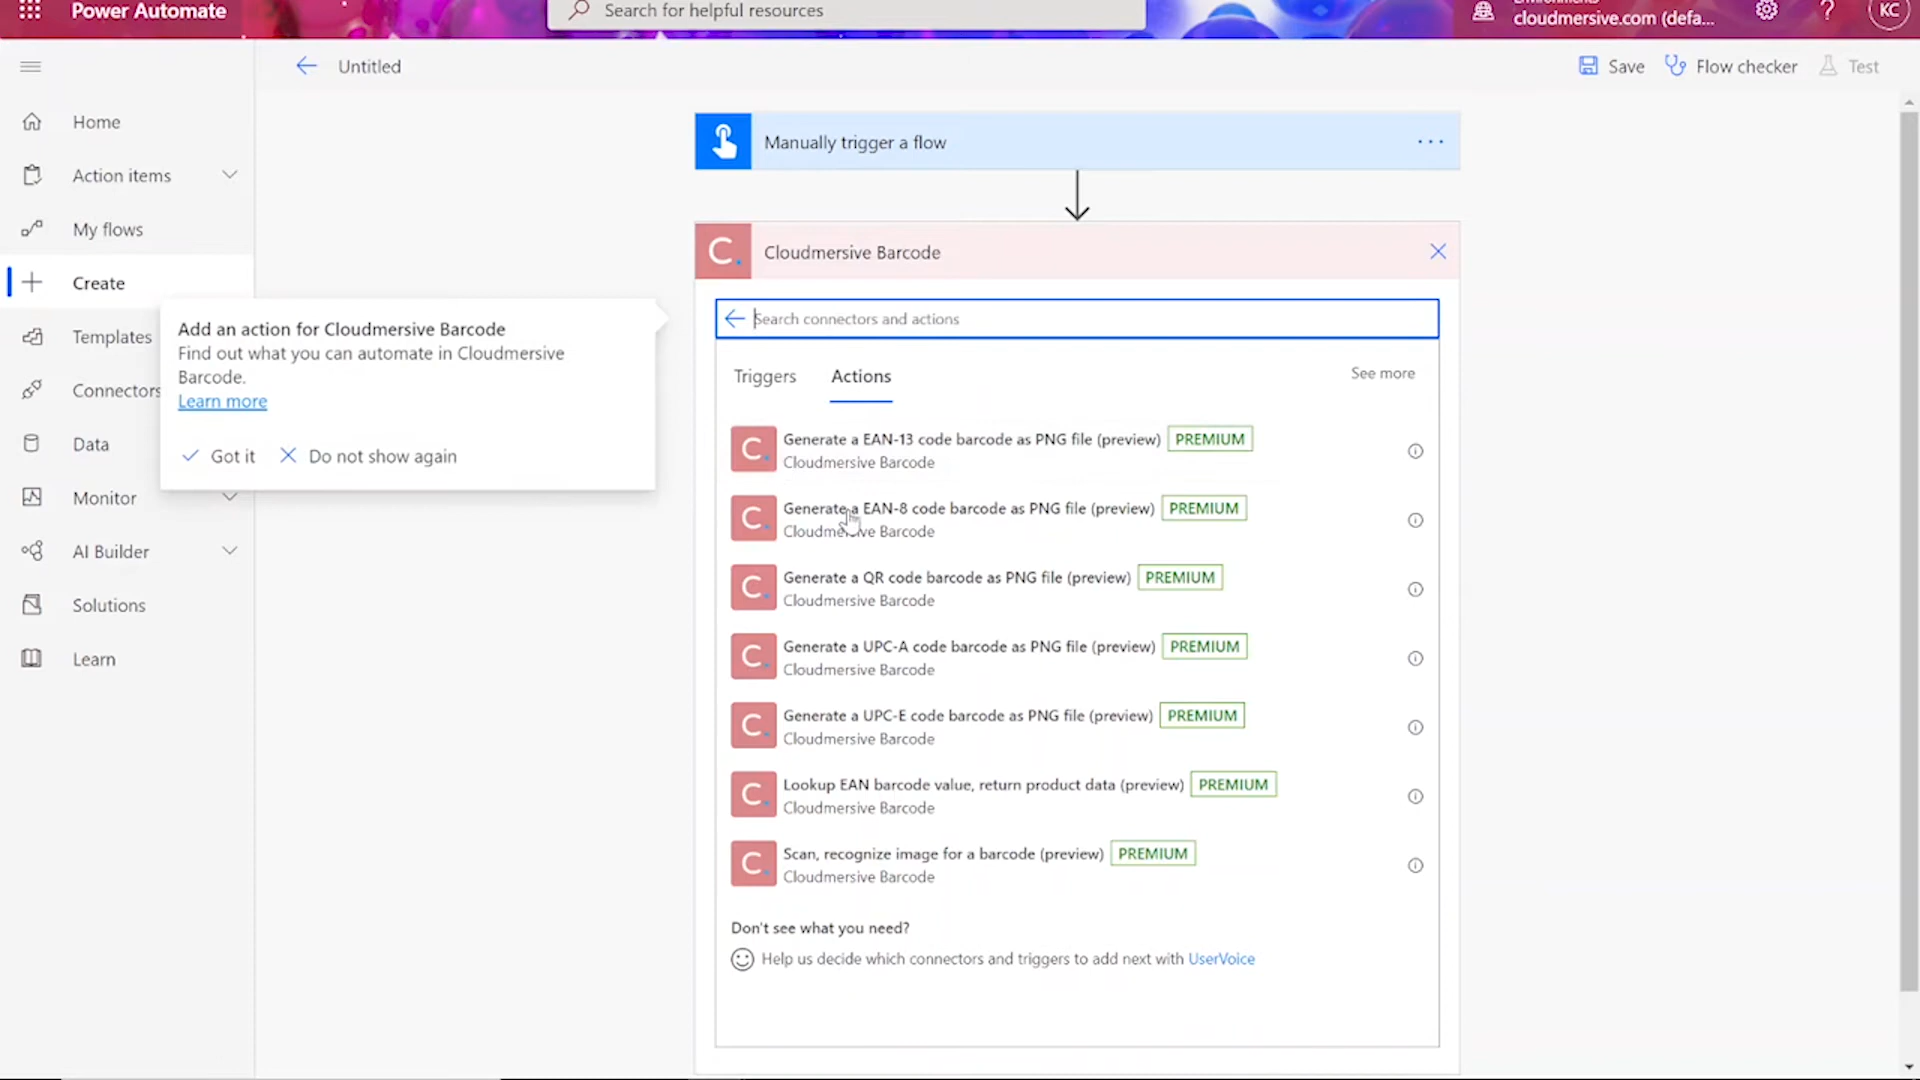 Power Automate
Search for helpful resources
cloudmersive.com (defa...
?
KC
Untitled
Save
Flow checker
Test
Home
Action items
My flows
Create
Templates
Connectors
Data
Monitor
AI Builder
Solutions
Learn
Add an action for Cloudmersive Barcode
Find out what you can automate in Cloudmersive
Barcode.
Learn more
Got it
Do not show again
Manually trigger a flow
...
C.
Cloudmersive Barcode
Search connectors and actions
Triggers
Actions
See more
C.
Generate a EAN-13 code barcode as PNG file (preview) PREMIUM
Cloudmersive Barcode
C.
Generate a EAN-8 code barcode as PNG file (preview) PREMIUM
Cloudmersive Barcode
C.
Generate a QR code barcode as PNG file (preview) PREMIUM
Cloudmersive Barcode
C.
Generate a UPC-A code barcode as PNG file (preview) PREMIUM
Cloudmersive Barcode
C.
Generate a UPC-E code barcode as PNG file (preview) PREMIUM
Cloudmersive Barcode
C.
Lookup EAN barcode value, return product data (preview) PREMIUM
Cloudmersive Barcode
C.
Scan, recognize image for a barcode (preview) PREMIUM
Cloudmersive Barcode
Don't see what you need?
Help us decide which connectors and triggers to add next with UserVoice